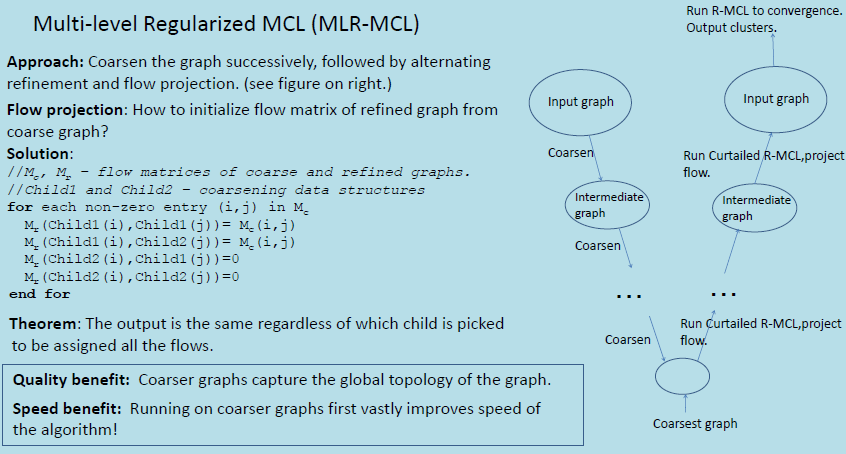 Multi-level Regularized MCL (MLR-MCL)
Approach: Coarsen the graph successively, followed by alternating
refinement and flow projection. (see figure on right.)
Flow projection: How to initialize flow matrix of refined graph from
coarse graph?
Solution:
//Mc, Mr – flow matrices of coarse and refined graphs.
//Child1 and Child2 – coarsening data structures
for each non-zero entry (i,j) in Mc
Mr(Child1(i),Child1(j))= Mc(i,j)
Mr(Child1(i),Child2(j))= Mc(i,j)
Mr(Child2(i),Child1(j))=0
Mr(Child2(i),Child2(j))=0
end for
Theorem: The output is the same regardless of which child is picked
to be assigned all the flows.
Quality benefit: Coarser graphs capture the global topology of the graph.
Speed benefit: Running on coarser graphs first vastly improves speed of
the algorithm!
Input graph
Coarsen
Intermediate
graph
Coarsen
...
Coarsen
Coarsest graph
Run Curtailed R-MCL,project
flow.
...
Intermediate
graph
Run Curtailed R-MCL,project
flow.
Input graph
Run R-MCL to convergence.
Output clusters.